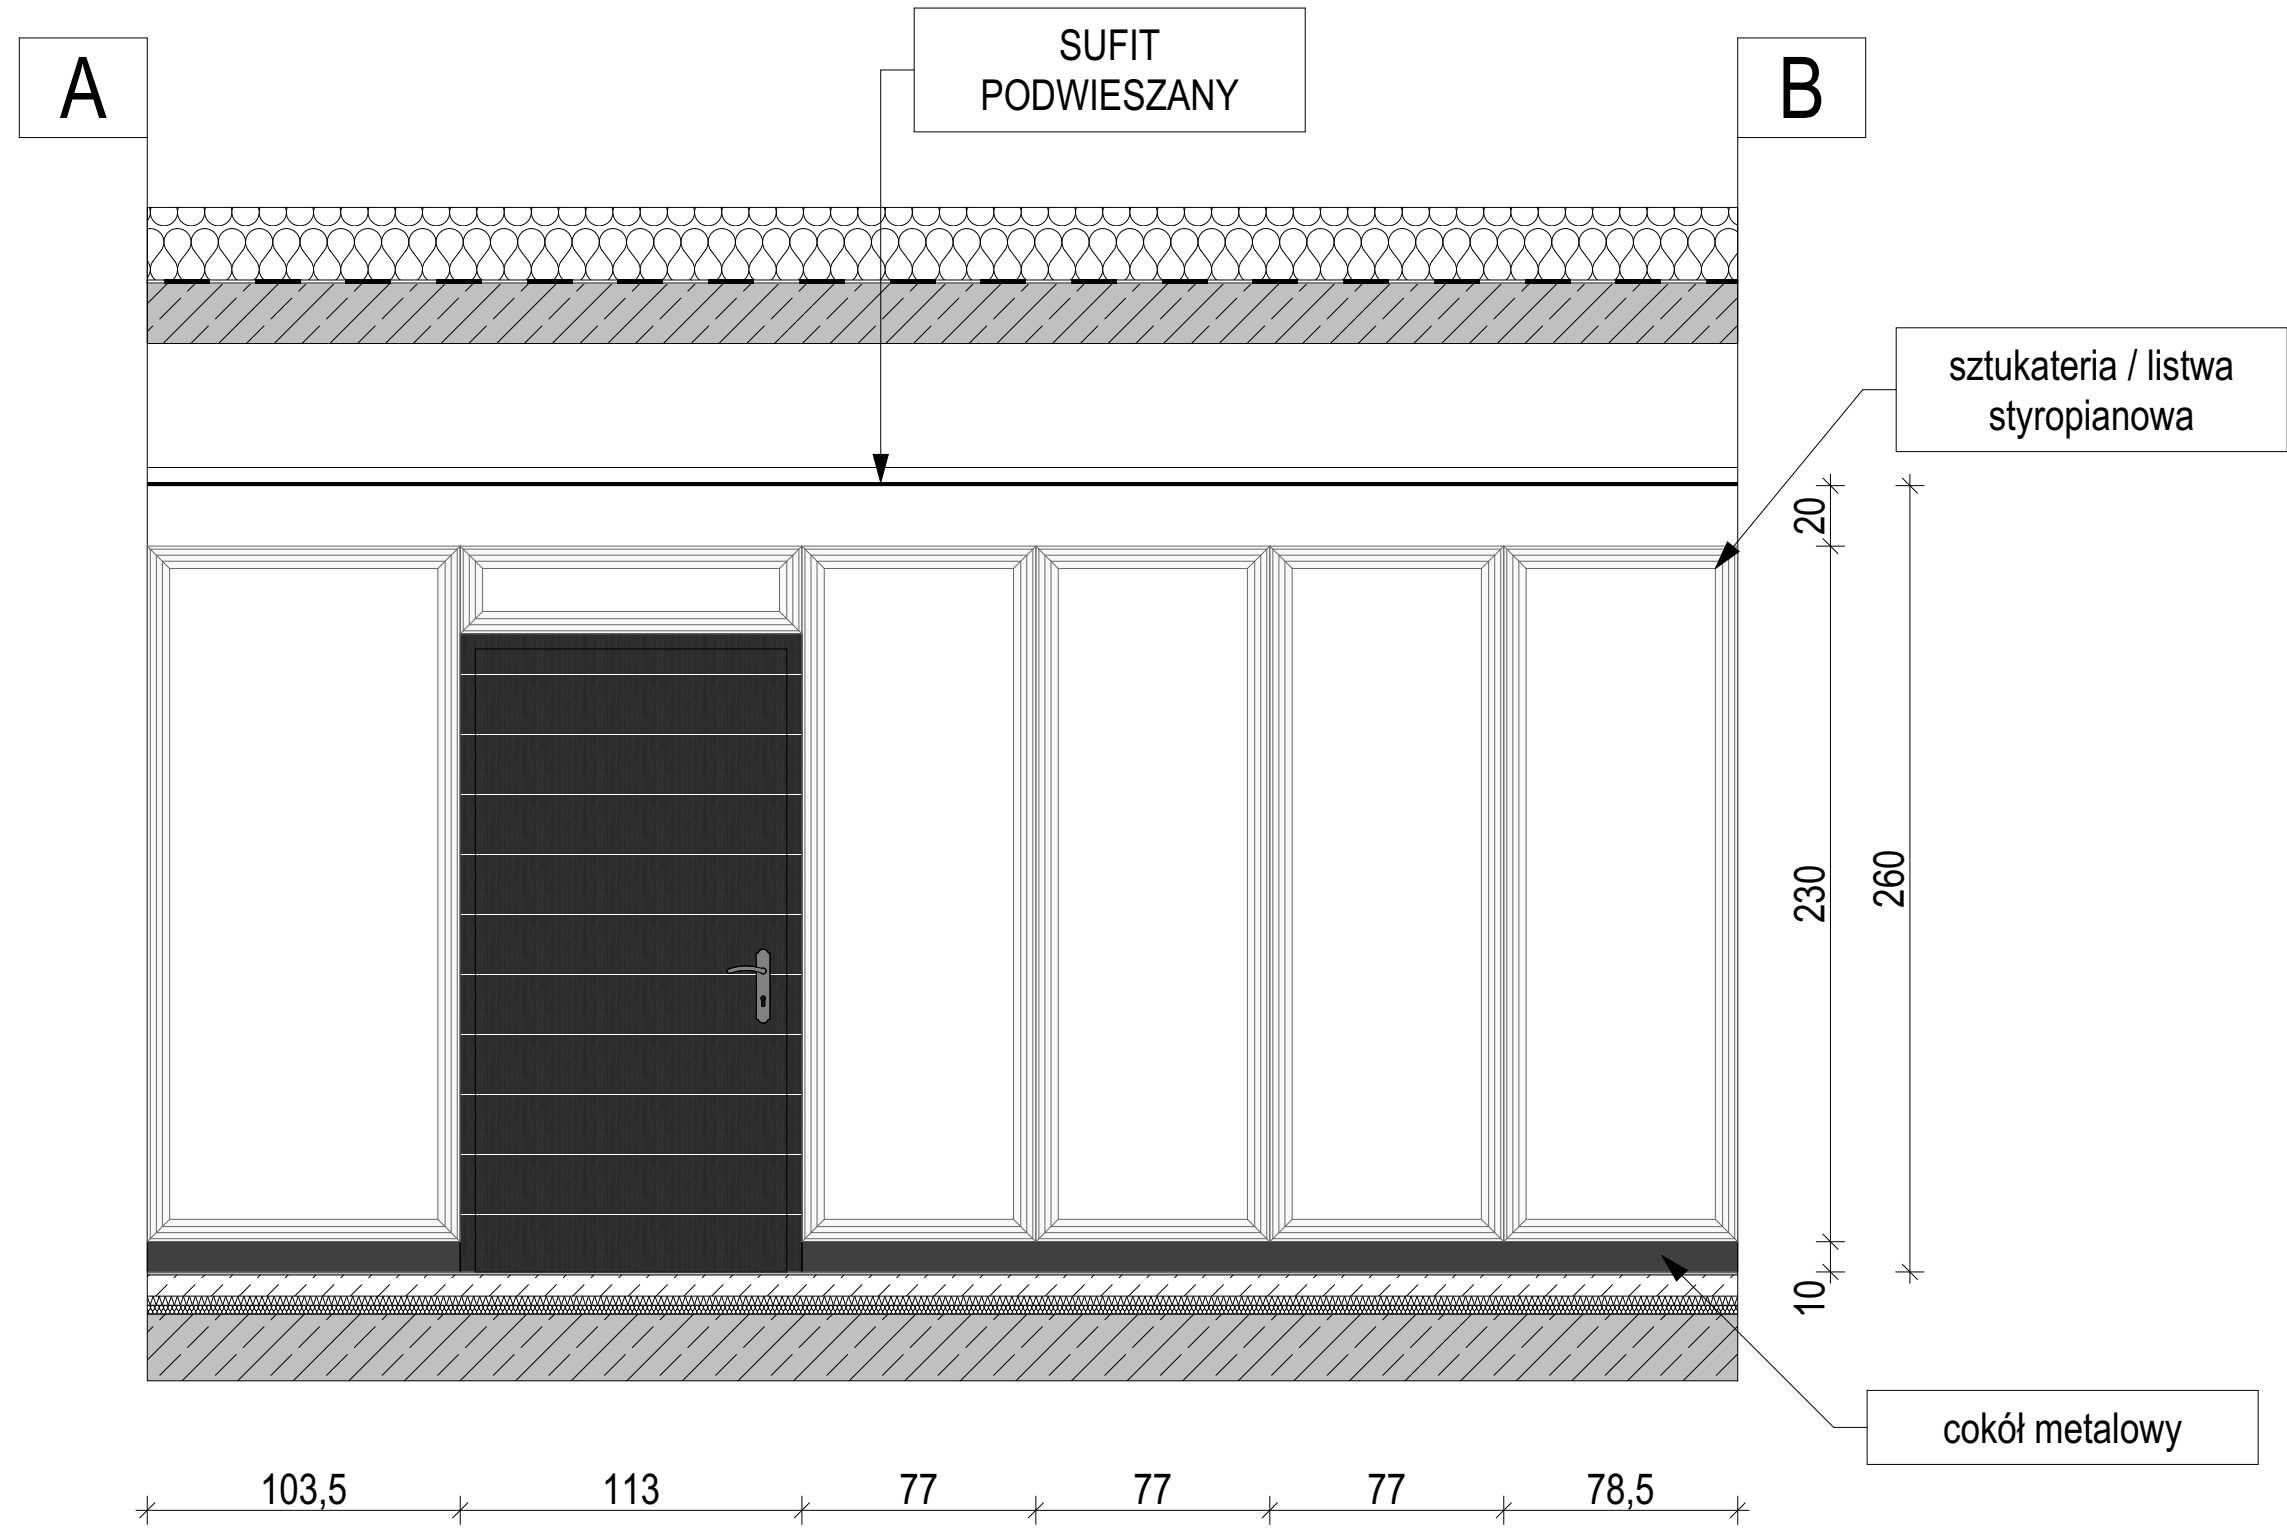 A
SUFIT
PODWIESZANY
B
sztukateria / listwa
styropianowa
20
230
260
10
cokół metalowy
103,5
113
77
77
77
78,5